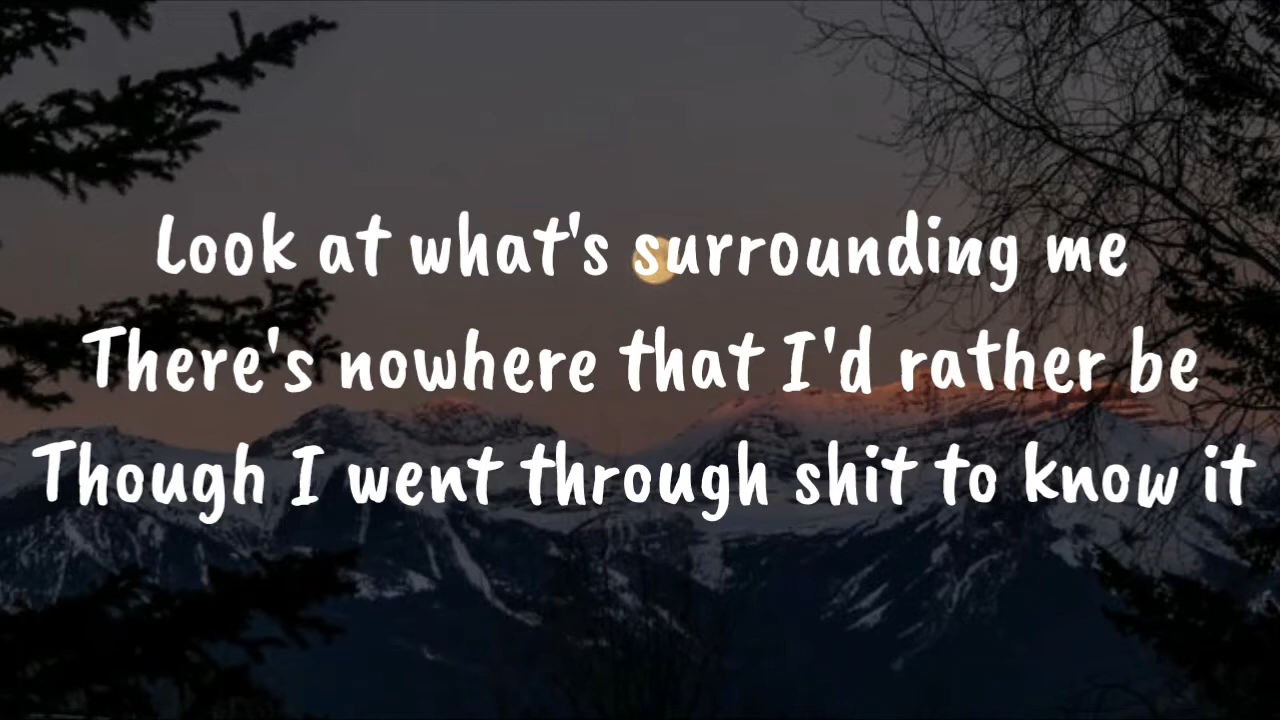 Look at what's surrounding me
There's nowhere that I'd rather be
Though I went through shit to know it